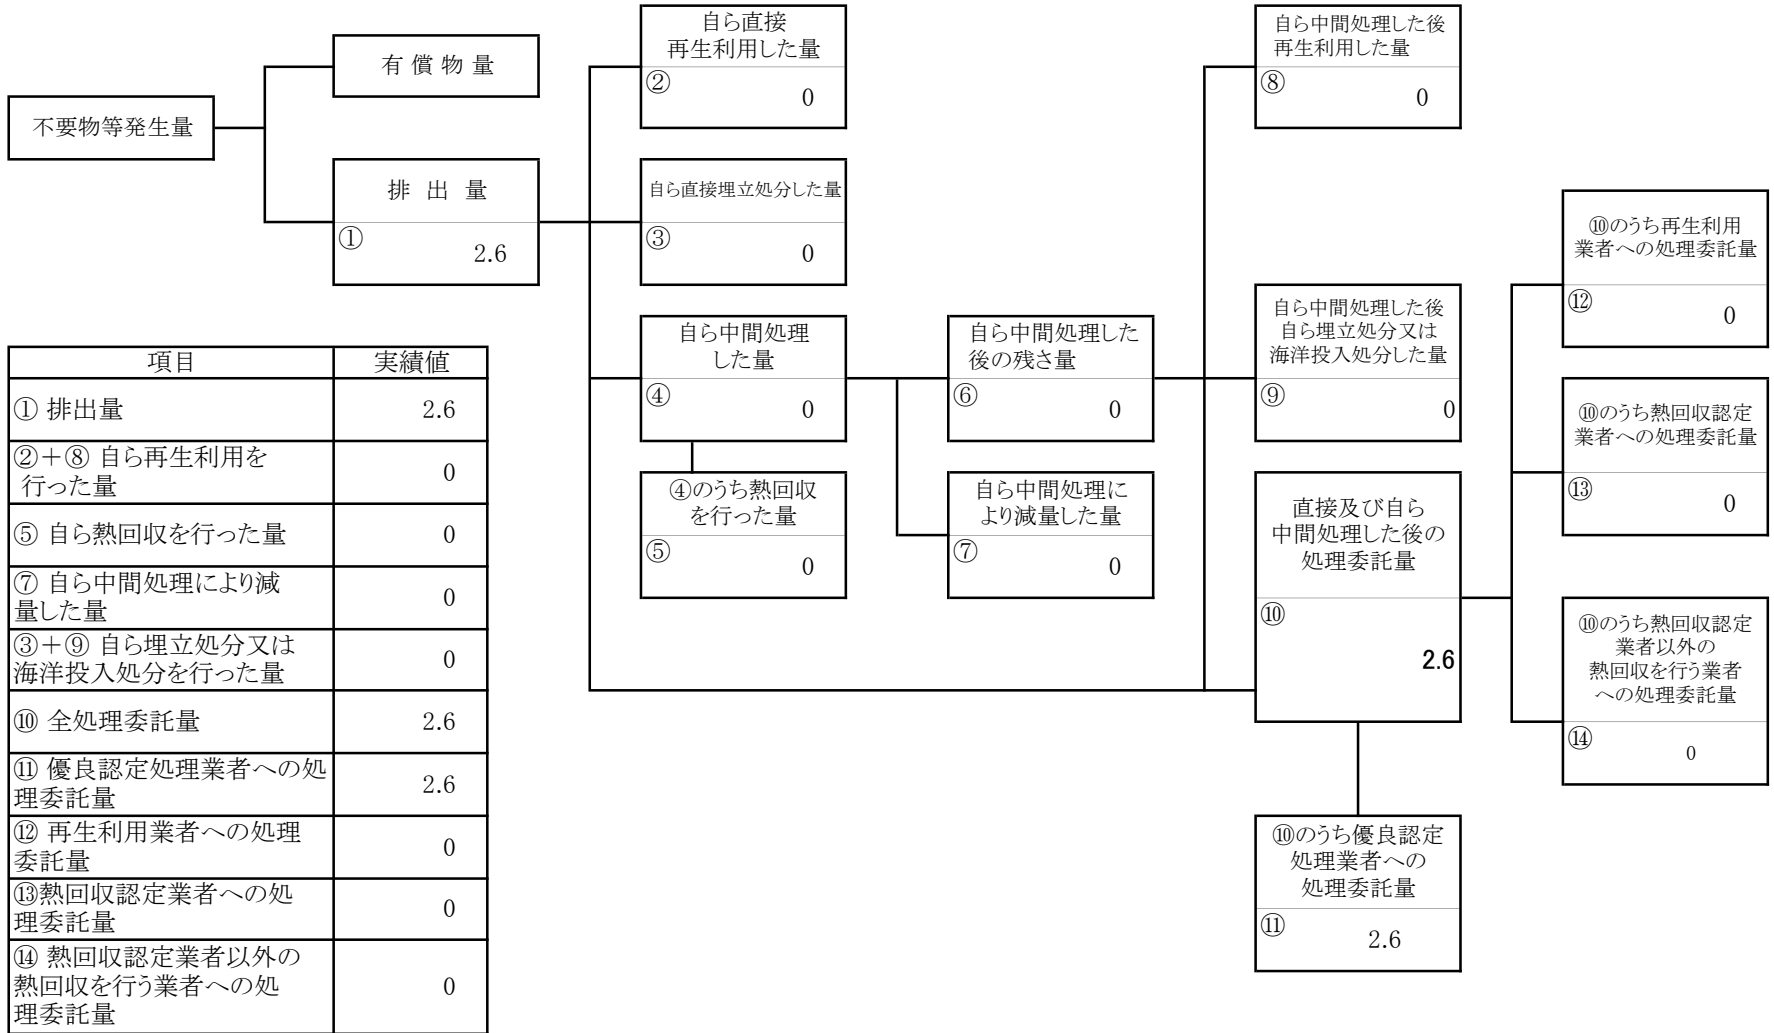 不要物等発生量
有 償 物 量
排 出 量
①
2.6
自ら直接
再生利用した量
②
0
自ら直接埋立処分した量
③
0
自ら中間処理
した量
④
0
④のうち熱回収
を行った量
⑤
0
自ら中間処理した
後の残さ量
⑥
0
自ら中間処理に
より減量した量
⑦
0
自ら中間処理した後
再生利用した量
⑧
0
自ら中間処理した後
自ら埋立処分又は
海洋投入処分した量
⑨
0
直接及び自ら
中間処理した後の
処理委託量
⑩
2.6
⑩のうち優良認定
処理業者への
処理委託量
⑪
2.6
⑩のうち再生利用
業者への処理委託量
⑫
0
⑩のうち熱回収認定
業者への処理委託量
⑬
0
⑩のうち熱回収認定
業者以外の
熱回収を行う業者
への処理委託量
⑭
0
項目 実績値
① 排出量 2.6
②+⑧ 自ら再生利用を
行った量 0
⑤ 自ら熱回収を行った量 0
⑦ 自ら中間処理により減
量した量 0
③+⑨ 自ら埋立処分又は
海洋投入処分を行った量 0
⑩ 全処理委託量 2.6
⑪ 優良認定処理業者への処
理委託量 2.6
⑫ 再生利用業者への処理
委託量 0
⑬熱回収認定業者への処
理委託量 0
⑭ 熱回収認定業者以外の
熱回収を行う業者への処
理委託量 0